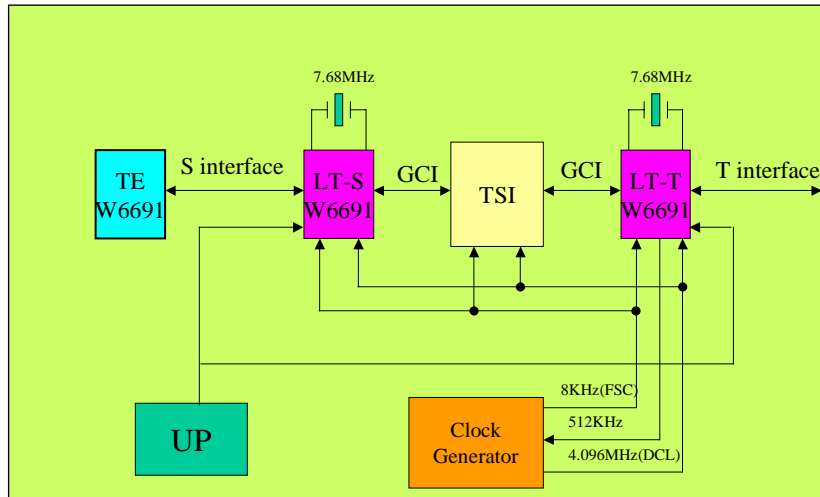 7.68MHz
7.68MHz
TE
W6691
S interface
LT-S
W6691
GCI
TSI
GCI
LT-T
W6691
T interface
UP
Clock
Generator
8KHz(FSC)
512KHz
4.096MHz(DCL)